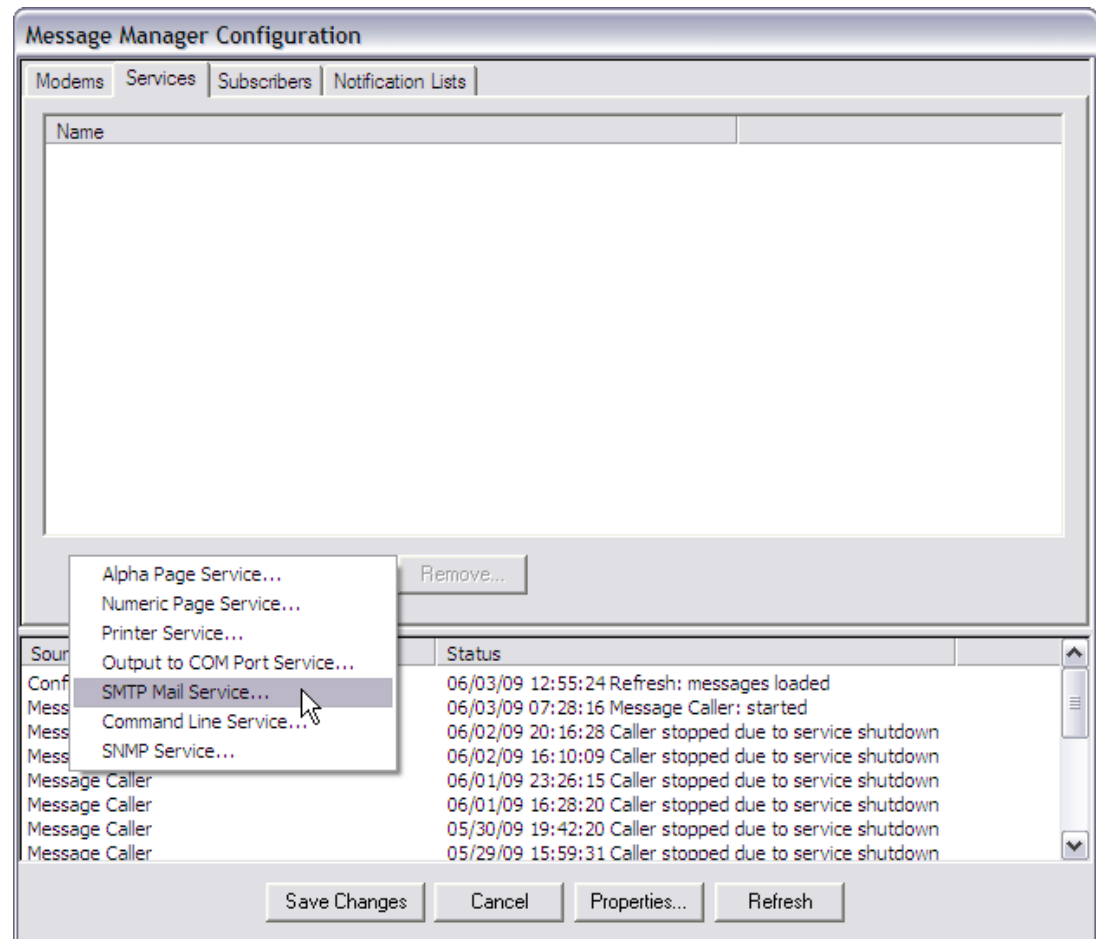 Message Manager Configuration
Modems Services Subscribers Notification Lists
Name
Alpha Page Service... Remove...
Numeric Page Service...
Printer Service...
Output to COM Port Service... Status
SMTP Mail Service... 06/03/09 12:55:24 Refresh: messages loaded
06/03/09 07:28:16 Message Caller: started
Command Line Service... 06/02/09 20:16:28 Caller stopped due to service shutdown
SNMP Service... 06/02/09 16:10:09 Caller stopped due to service shutdown
Message Caller 06/01/09 23:26:15 Caller stopped due to service shutdown
Message Caller 06/01/09 16:28:20 Caller stopped due to service shutdown
Message Caller 05/30/09 19:42:20 Caller stopped due to service shutdown
Message Caller 05/29/09 15:59:31 Caller stopped due to service shutdown
Save Changes Cancel Properties... Refresh